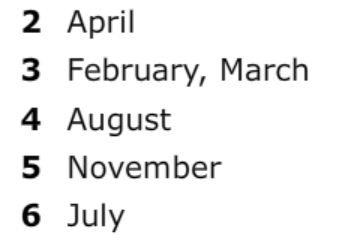 2 April
3 February, March
4 August
5 November
6 July